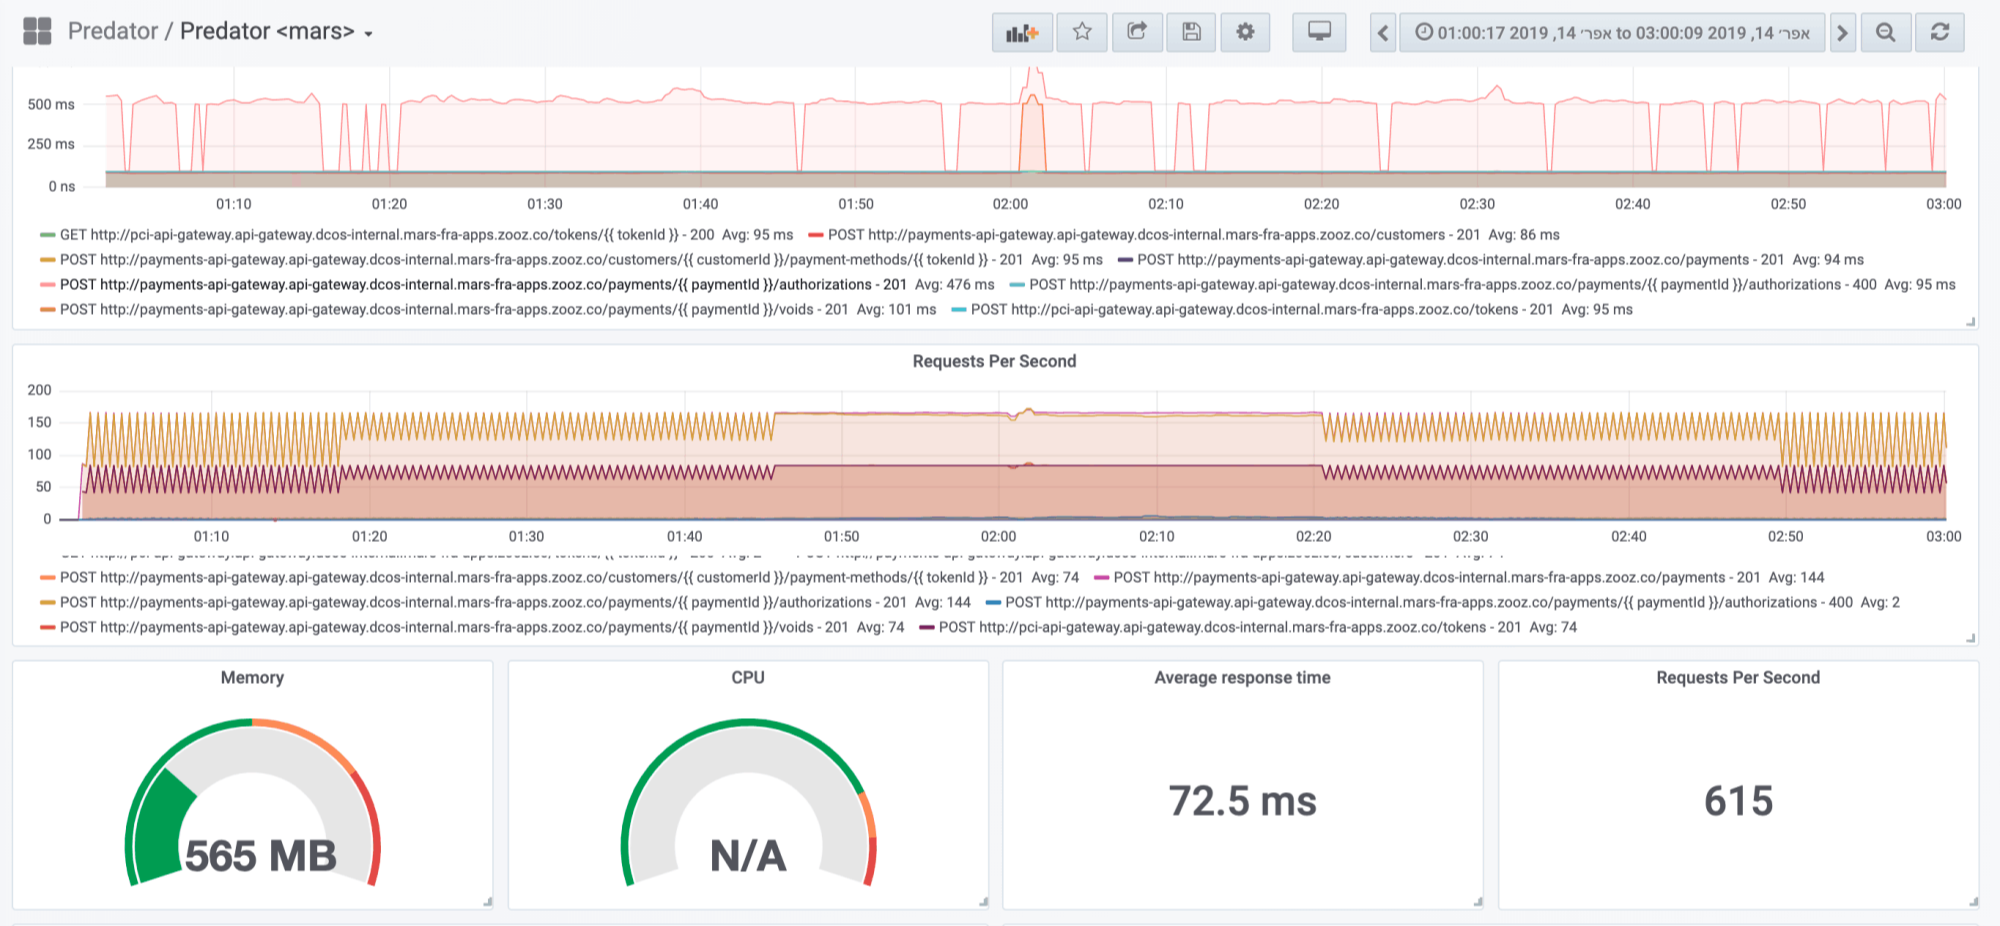 Predator / Predator <mars>
אפר׳ 14, 2019 01:00:17 to אפר׳ 14, 2019 03:00:09
500 ms
250 ms
0 ns
01:10 01:20 01:30 01:40 01:50 02:00 02:10 02:20 02:30 02:40 02:50 03:00
GET http://pci-api-gateway.api-gateway.dcos-internal.mars-fra-apps.zooz.co/tokens/{{ tokenId }} - 200 Avg: 95 ms POST http://payments-api-gateway.api-gateway.dcos-internal.mars-fra-apps.zooz.co/customers - 201 Avg: 86 ms
POST http://payments-api-gateway.api-gateway.dcos-internal.mars-fra-apps.zooz.co/customers/{{ customerId }}/payment-methods/{{ tokenId }} - 201 Avg: 95 ms POST http://payments-api-gateway.api-gateway.dcos-internal.mars-fra-apps.zooz.co/payments - 201 Avg: 94 ms
POST http://payments-api-gateway.api-gateway.dcos-internal.mars-fra-apps.zooz.co/payments/{{ paymentId }}/authorizations - 201 Avg: 476 ms POST http://payments-api-gateway.api-gateway.dcos-internal.mars-fra-apps.zooz.co/payments/{{ paymentId }}/authorizations - 400 Avg: 95 ms
POST http://payments-api-gateway.api-gateway.dcos-internal.mars-fra-apps.zooz.co/payments/{{ paymentId }}/voids - 201 Avg: 101 ms POST http://pci-api-gateway.api-gateway.dcos-internal.mars-fra-apps.zooz.co/tokens - 201 Avg: 95 ms
Requests Per Second
200
150
100
50
0
01:10 01:20 01:30 01:40 01:50 02:00 02:10 02:20 02:30 02:40 02:50 03:00
POST http://payments-api-gateway.api-gateway.dcos-internal.mars-fra-apps.zooz.co/customers/{{ customerId }}/payment-methods/{{ tokenId }} - 201 Avg: 74 POST http://payments-api-gateway.api-gateway.dcos-internal.mars-fra-apps.zooz.co/payments - 201 Avg: 144
POST http://payments-api-gateway.api-gateway.dcos-internal.mars-fra-apps.zooz.co/payments/{{ paymentId }}/authorizations - 201 Avg: 144 POST http://payments-api-gateway.api-gateway.dcos-internal.mars-fra-apps.zooz.co/payments/{{ paymentId }}/authorizations - 400 Avg: 2
POST http://payments-api-gateway.api-gateway.dcos-internal.mars-fra-apps.zooz.co/payments/{{ paymentId }}/voids - 201 Avg: 74 POST http://pci-api-gateway.api-gateway.dcos-internal.mars-fra-apps.zooz.co/tokens - 201 Avg: 74
Memory
565 MB
CPU
N/A
Average response time
72.5 ms
Requests Per Second
615